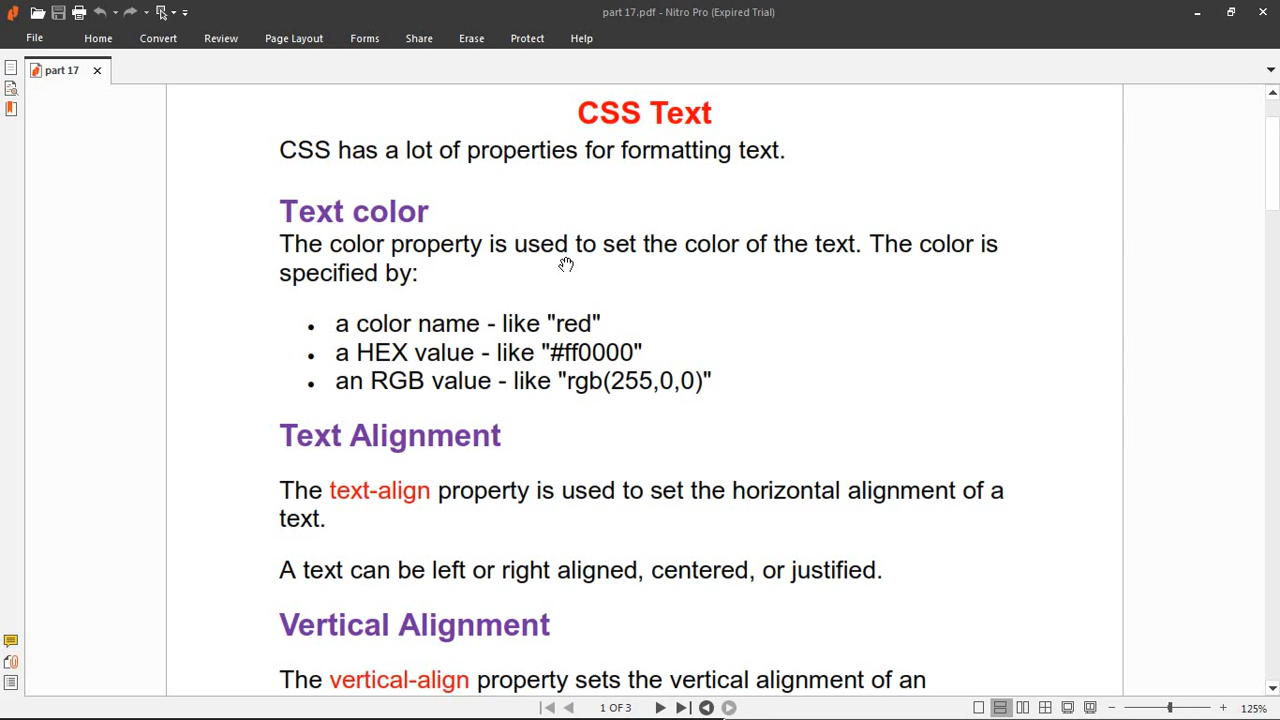 part 17.pdf - Nitro Pro (Expired Trial)
File Home Convert Review Page Layout Forms Share Erase Protect Help
part 17
CSS Text
CSS has a lot of properties for formatting text.
Text color
The color property is used to set the color of the text. The color is
specified by:
• a color name - like "red"
• a HEX value - like "#ff0000"
• an RGB value - like "rgb(255,0,0)"
Text Alignment
The text-align property is used to set the horizontal alignment of a
text.
A text can be left or right aligned, centered, or justified.
Vertical Alignment
The vertical-align property sets the vertical alignment of an
1 OF 3
125%